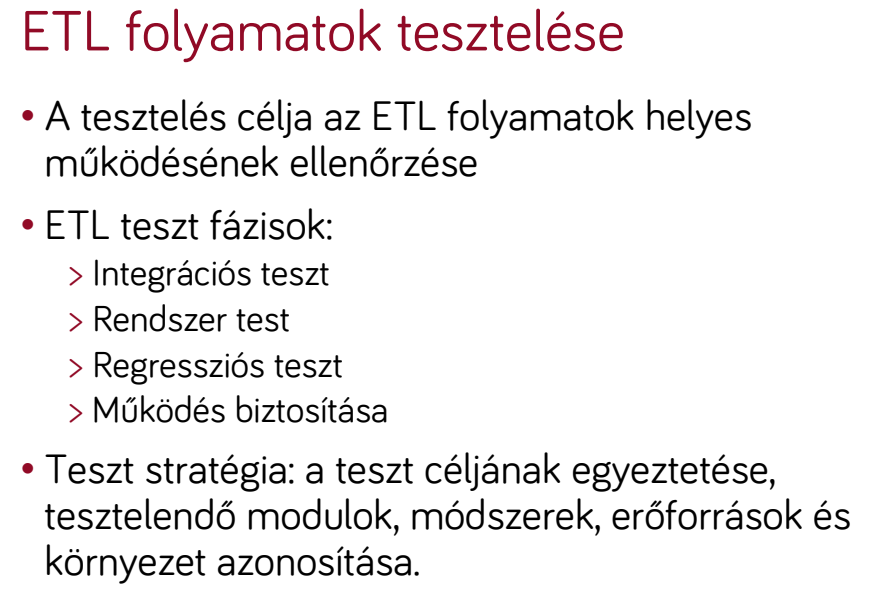 ETL folyamatok tesztelése
• A tesztelés célja az ETL folyamatok helyes
működésének ellenőrzése
• ETL teszt fázisok:
> Integrációs teszt
> Rendszer test
> Regressziós teszt
> Működés biztosítása
• Teszt stratégia: a teszt céljának egyeztetése,
tesztelendő modulok, módszerek, erőforrások és
környezet azonosítása.